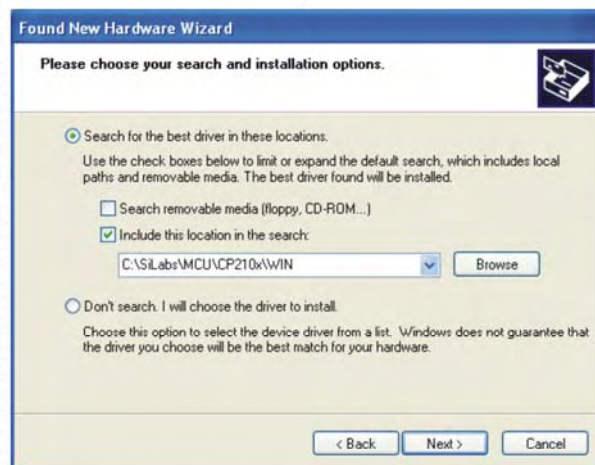 Found New Hardware Wizard
Please choose your search and installation options.
Search for the best driver in these locations.
Use the check boxes below to limit or expand the default search, which includes local
paths and removable media. The best driver found will be installed.
Search removable media (floppy, CD-ROM...)
Include this location in the search:
C:\SiLabs\MCU\CP210x\WIN
Browse
Don't search. I will choose the driver to install.
Choose this option to select the device driver from a list. Windows does not guarantee that
the driver you choose will be the best match for your hardware.
< Back Next > Cancel